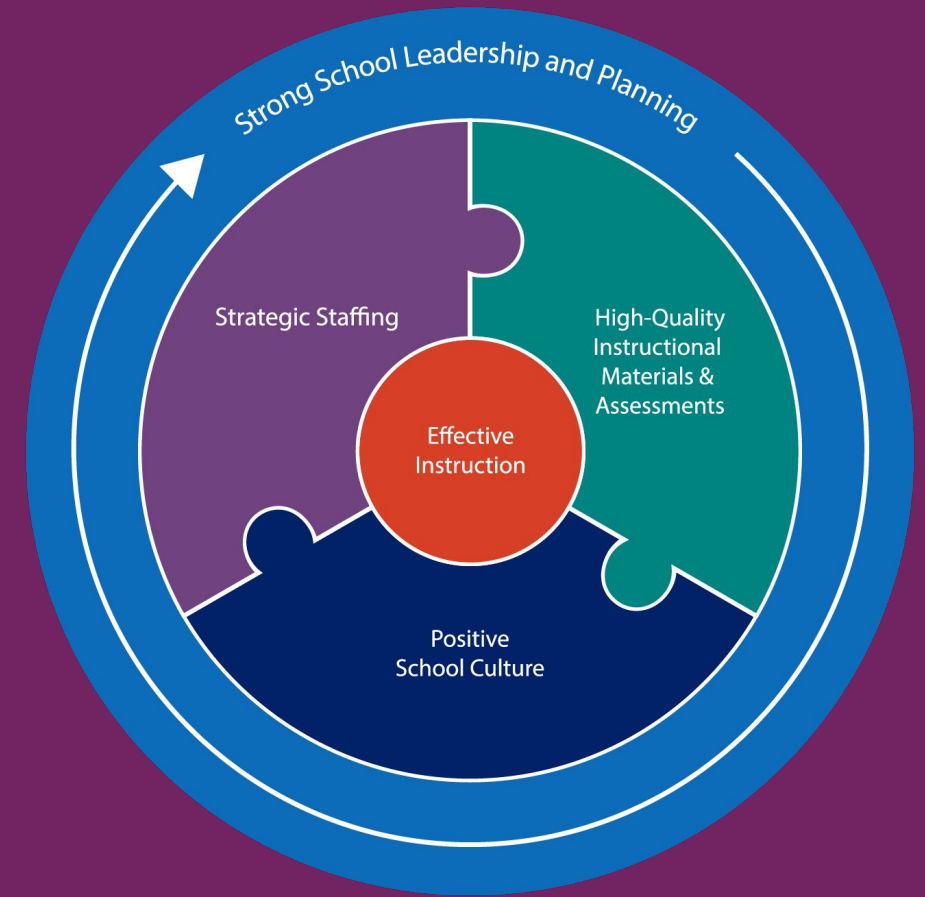 Strong School Leadership and Planning
Strategic Staffing
High-Quality
Instructional
Materials &
Assessments
Effective
Instruction
Positive
School Culture